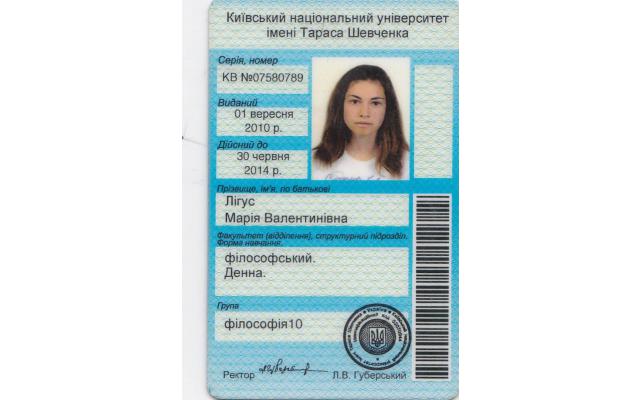 Київський національний університет
імені Тараса Шевченка
Серія, номер
КВ №07580789
Виданий
01 вересня
2010 р.
Дійсний до
30 червня
2014 р.
Прізвище, ім'я, по батькові
Лігус
Марія Валентинівна
Факультет (відділення), структурний підрозділ.
Форма навчання.
філософський.
Денна.
Група
філософія10
Ректор
Л.В. Губерський